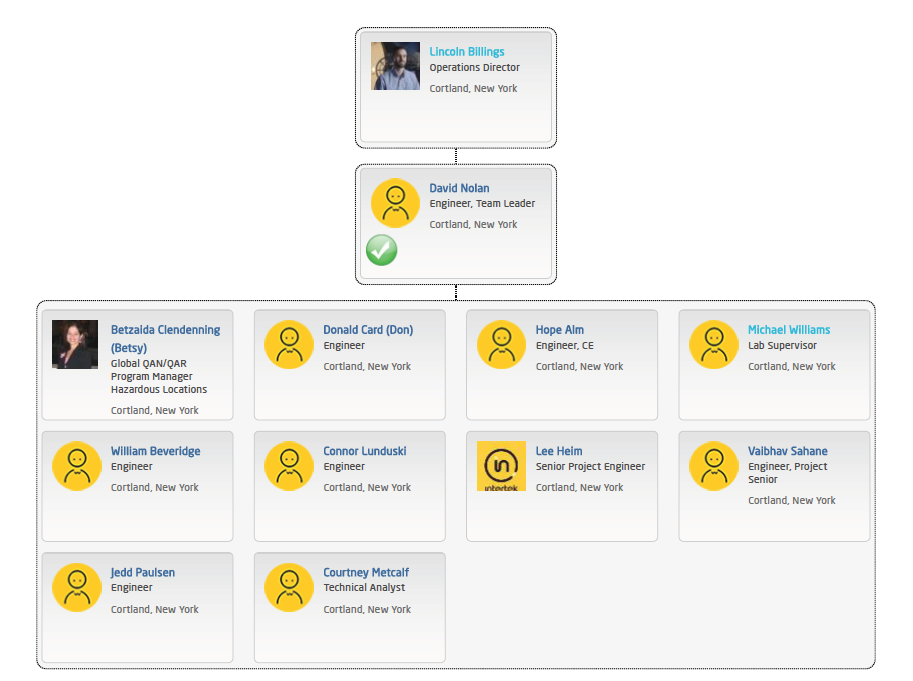 Lincoln Billings
Operations Director
Cortland, New York
David Nolan
Engineer, Team Leader
Cortland, New York
Betzaida Clendenning
(Betsy)
Global QAN/QAR
Program Manager
Hazardous Locations
Cortland, New York
Donald Card (Don)
Engineer
Cortland, New York
Hope Alm
Engineer, CE
Cortland, New York
Michael Williams
Lab Supervisor
Cortland, New York
William Beveridge
Engineer
Cortland, New York
Connor Lunduski
Engineer
Cortland, New York
intertek
Lee Heim
Senior Project Engineer
Cortland, New York
Vaibhav Sahane
Engineer, Project
Senior
Cortland, New York
Jedd Paulsen
Engineer
Cortland, New York
Courtney Metcalf
Technical Analyst
Cortland, New York